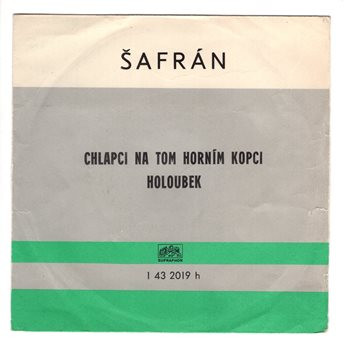 ŠAFRÁN
CHLAPCI NA TOM HORNÍM KOPCI
HOLOUBEK
SUPRAPHON
1 43 2019 h